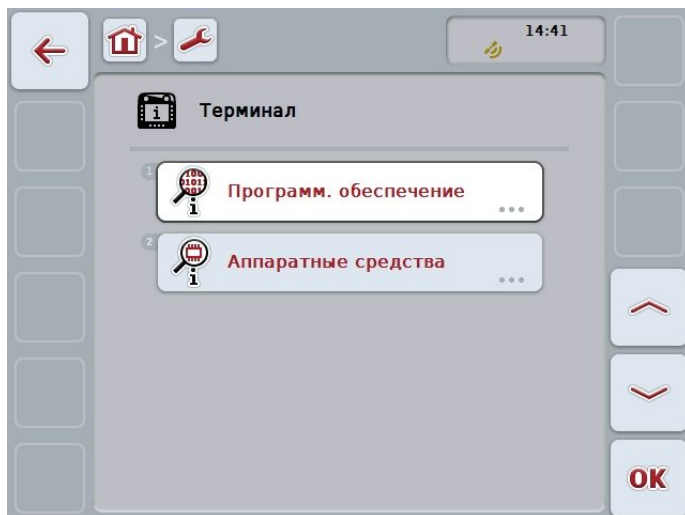 14:41
Терминал
1
Программ. обеспечение
2
Аппаратные средства
OK